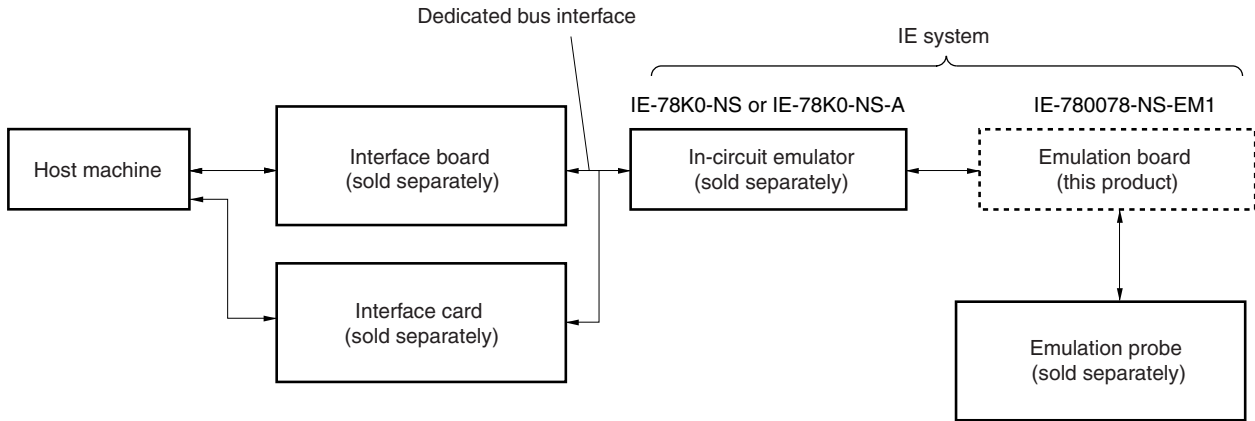 Dedicated bus interface
IE system
IE-78K0-NS or IE-78K0-NS-A
IE-780078-NS-EM1
Host machine
Interface board
(sold separately)
In-circuit emulator
(sold separately)
Emulation board
(this product)
Interface card
(sold separately)
Emulation probe
(sold separately)